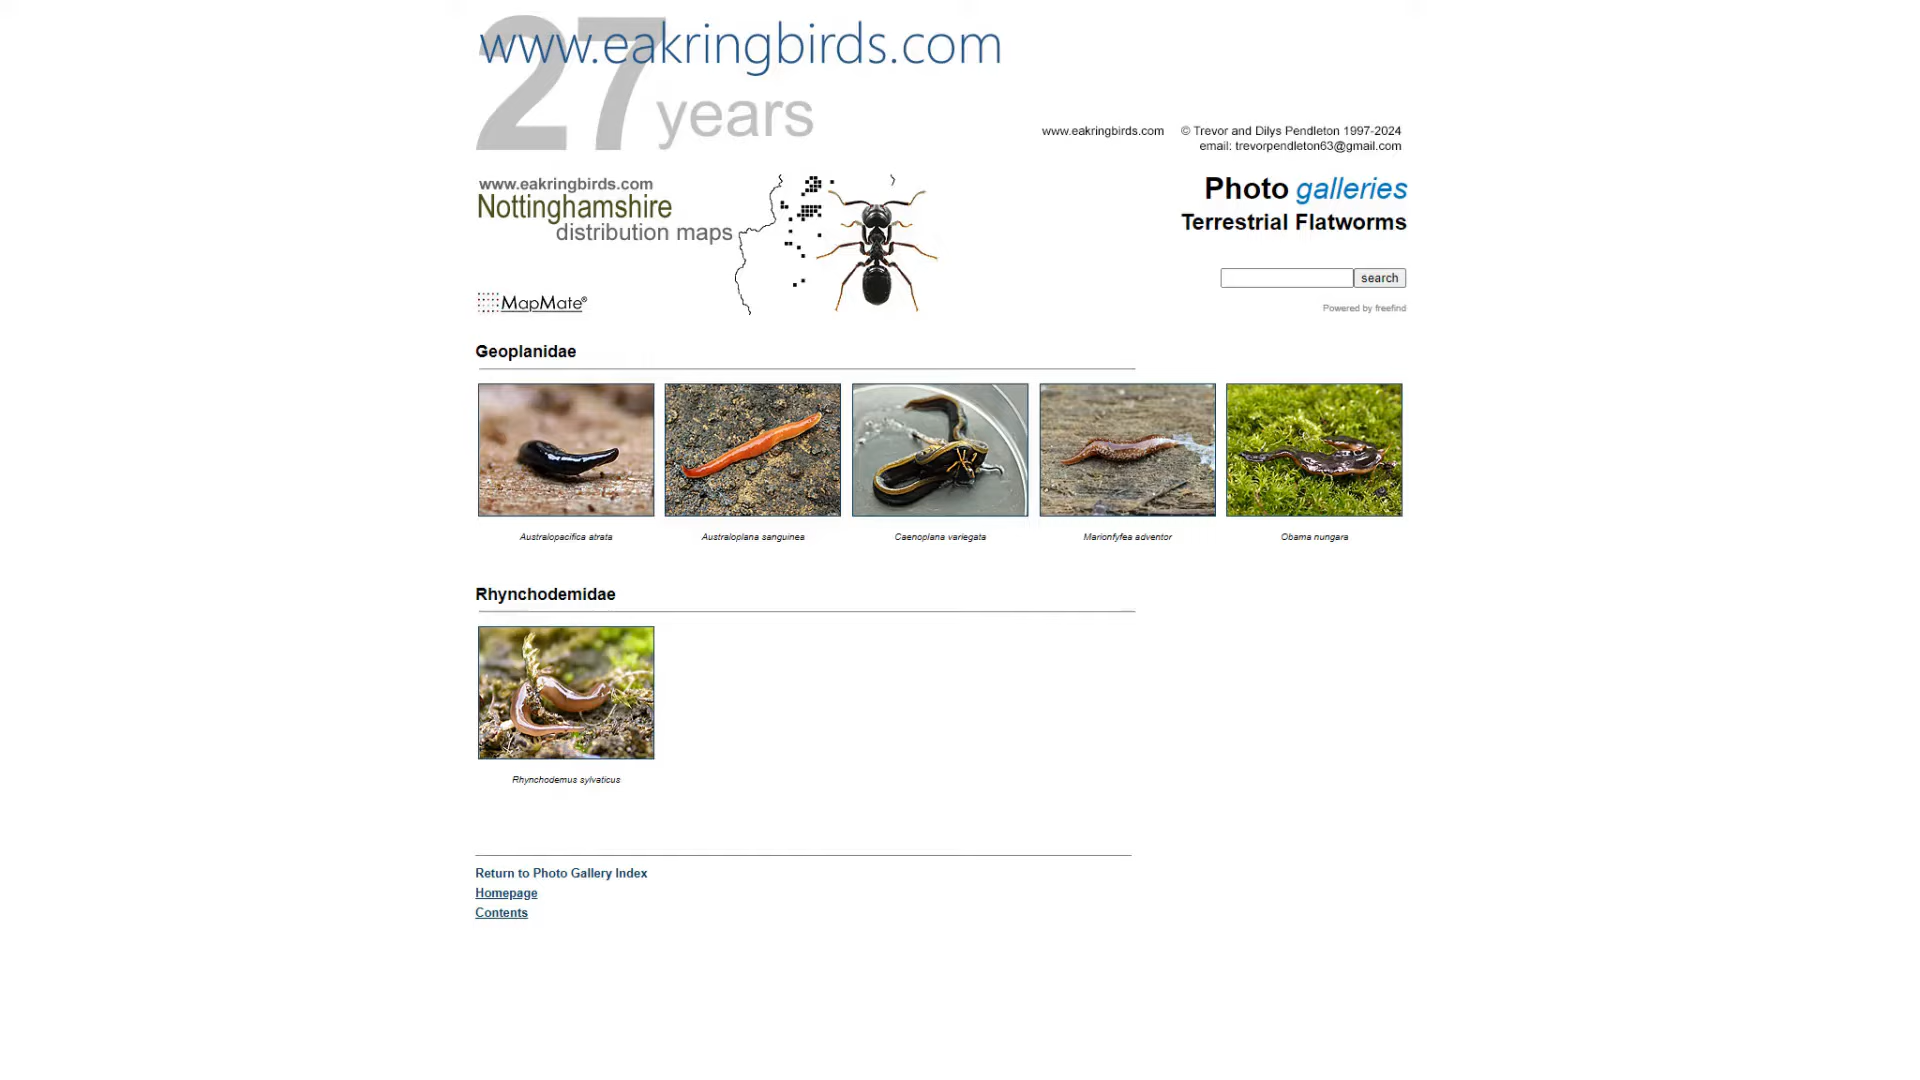 www.eakringbirds.com
27 years
www.eakringbirds.com © Trevor and Dilys Pendleton 1997-2024
email: trevorpendleton63@gmail.com
www.eakringbirds.com
Nottinghamshire
distribution maps
MapMate®
Photo galleries
Terrestrial Flatworms
search
Powered by freefind
Geoplanidae
Australopacifica atrata
Australoplana sanguinea
Caenoplana variegata
Marionfyfea adventor
Obama nungara
Rhynchodemidae
Rhynchodemus sylvaticus
Return to Photo Gallery Index
Homepage
Contents